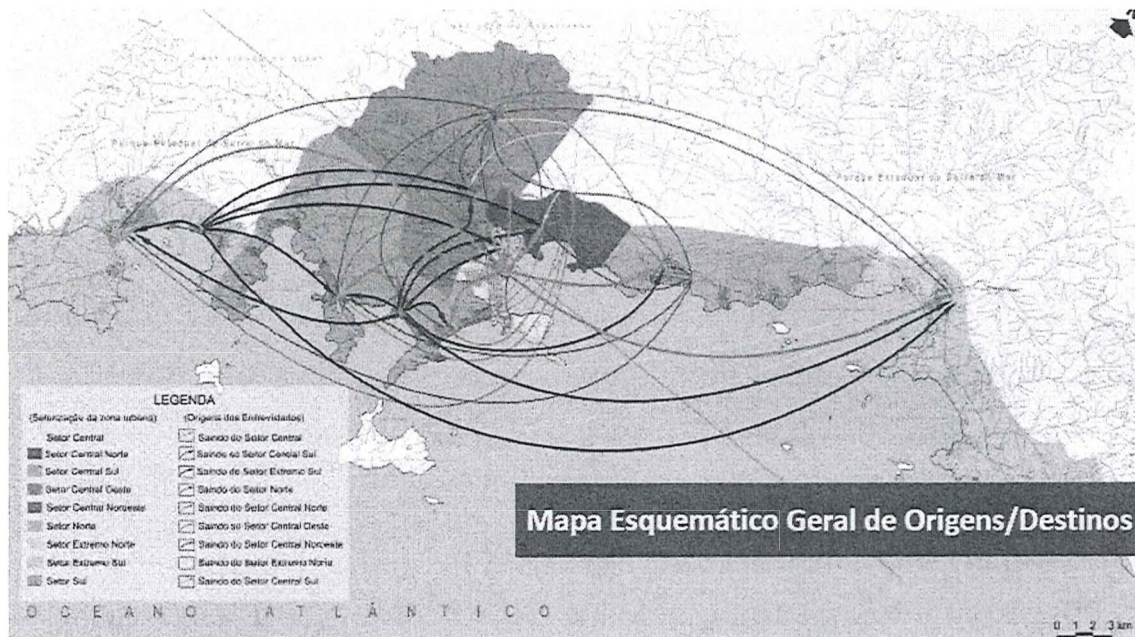 Parque Estadual da Serra do Mar
Parque Estadual da Serra do Mar
LEGENDA
(Setorização da zona urbana)
Setor Central
Setor Central Norte
Setor Central Sul
Setor Central Oeste
Setor Central Noroeste
Setor Norte
Setor Extremo Norte
Setor Extremo Sul
Setor Sul
(Origens dos Entrevistados)
Saindo do Setor Central
Saindo do Setor Central Sul
Saindo do Setor Extremo Sul
Saindo do Setor Norte
Saindo do Setor Central Norte
Saindo do Setor Central Oeste
Saindo do Setor Central Noroeste
Saindo do Setor Extremo Norte
Saindo do Setor Central Sul
Mapa Esquemático Geral de Origens/Destinos
OCEANO ATLÂNTICO
0 1 2 3 km